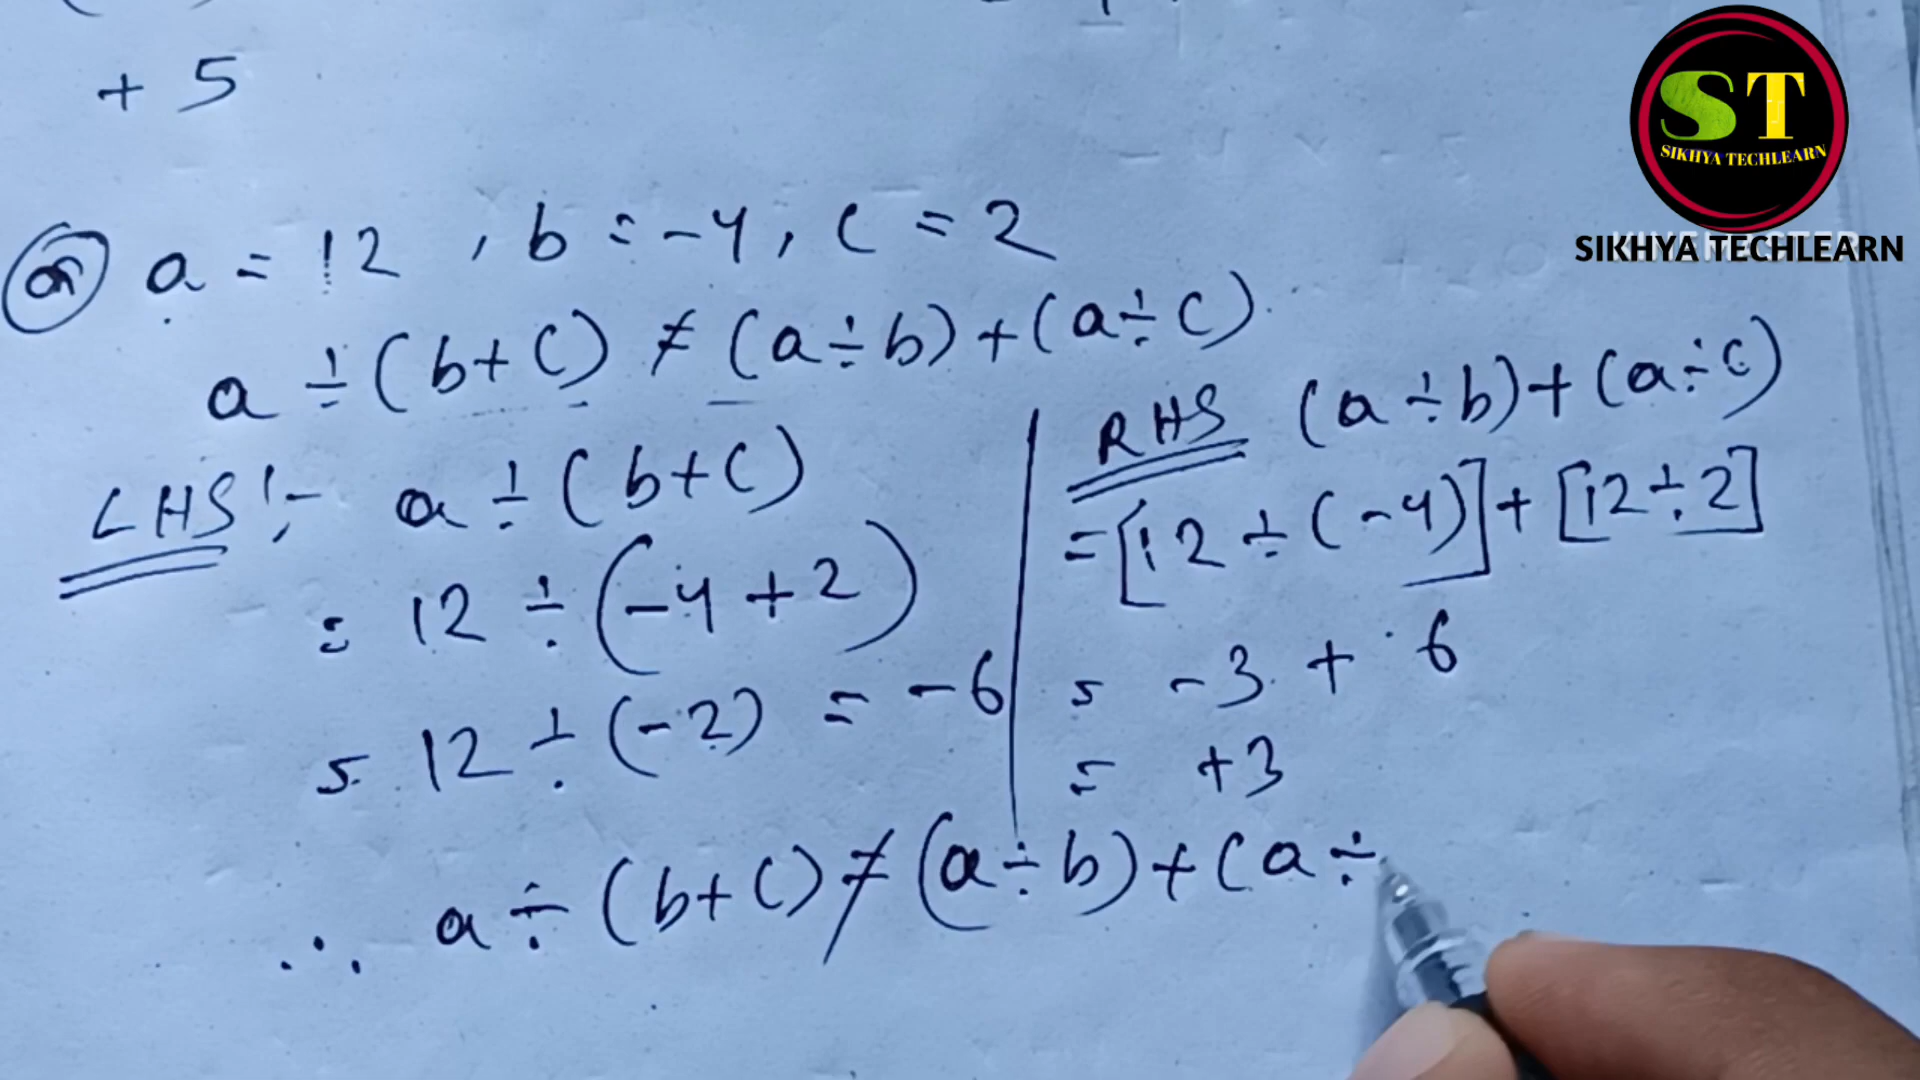 + 5
ST
SIKHYA TECHLEARN
SIKHYA TECHLEARN
a = 12 , b = -4, c = 2
a ÷ (b+c) ≠ (a÷b)+(a÷c)
LHS :- a ÷ (b+c)
= 12 ÷ (-4+2)
= 12 ÷ (-2) = -6
RHS (a÷b)+(a÷c)
= [12 ÷ (-4)] + [12÷2]
= -3 + 6
= +3
∴ a ÷ (b+c) ≠ (a÷b)+(a÷